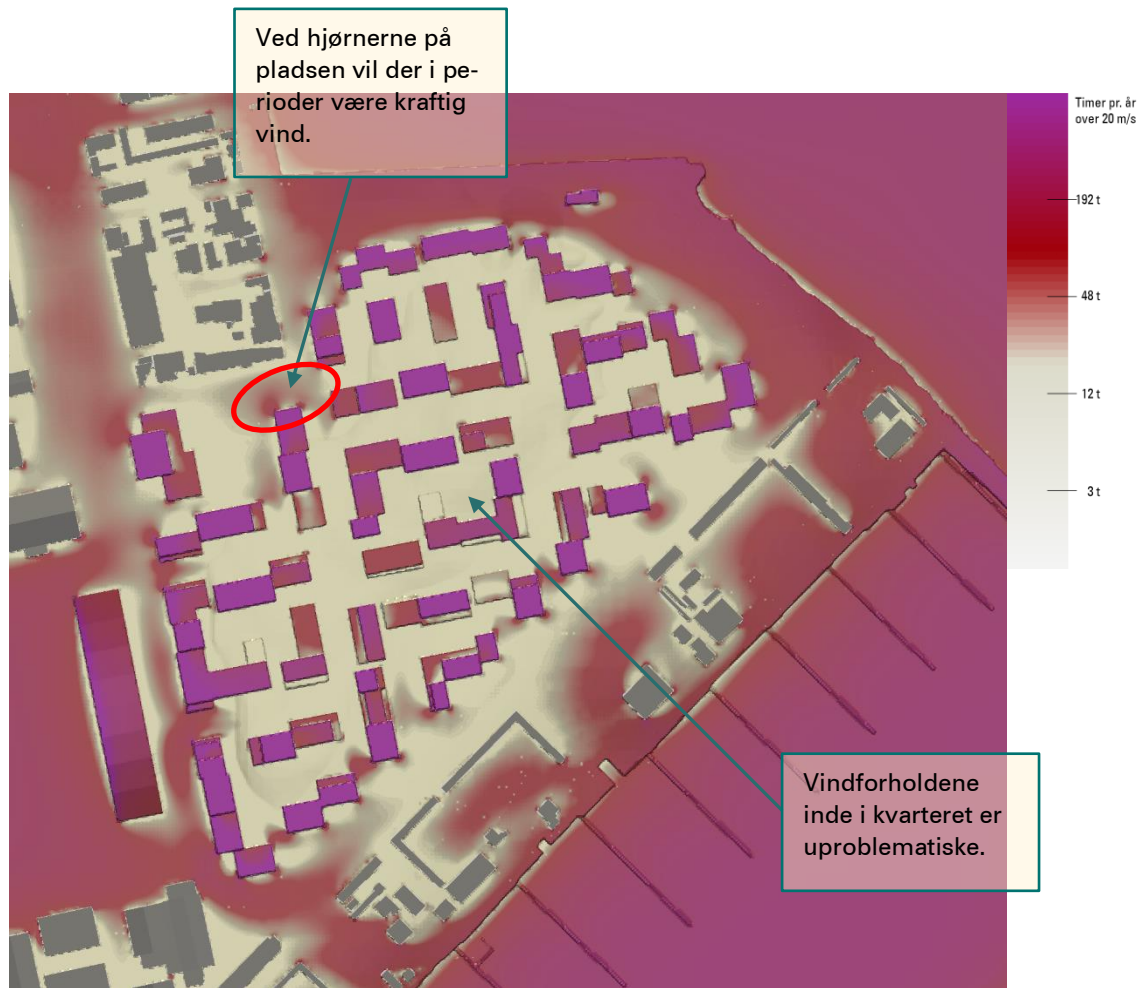 Ved hjørnerne på
pladsen vil der i pe-
rioder være kraftig
vind.
Timer pr. år
over 20 m/s
192 t
48 t
12 t
3 t
Vindforholdene
inde i kvarteret er
uproblematiske.